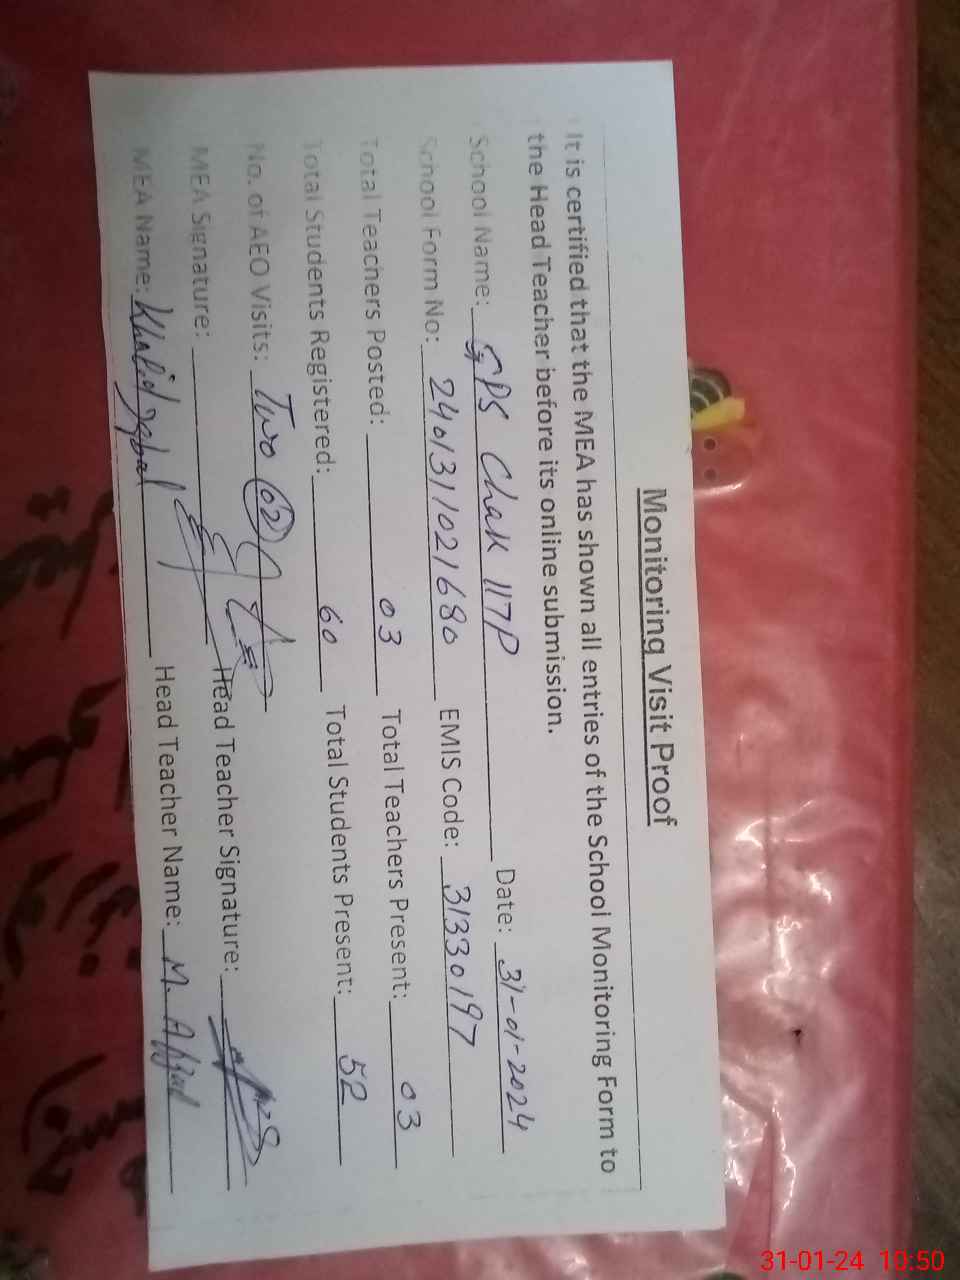 Monitoring Visit Proof
It is certified that the MEA has shown all entries of the School Monitoring Form to
the Head Teacher before its online submission.
School Name: GPS Chak 117P Date: 31-01-2024
School Form No: 2401311021680 EMIS Code: 31330197
Total Teachers Posted: 03 Total Teachers Present: 03
Total Students Registered: 60 Total Students Present: 52
No. of AEO Visits: Two 02
MEA Signature: Head Teacher Signature:
MEA Name: Khalid Iqbal Head Teacher Name: M. Afzal
31-01-24 10:50